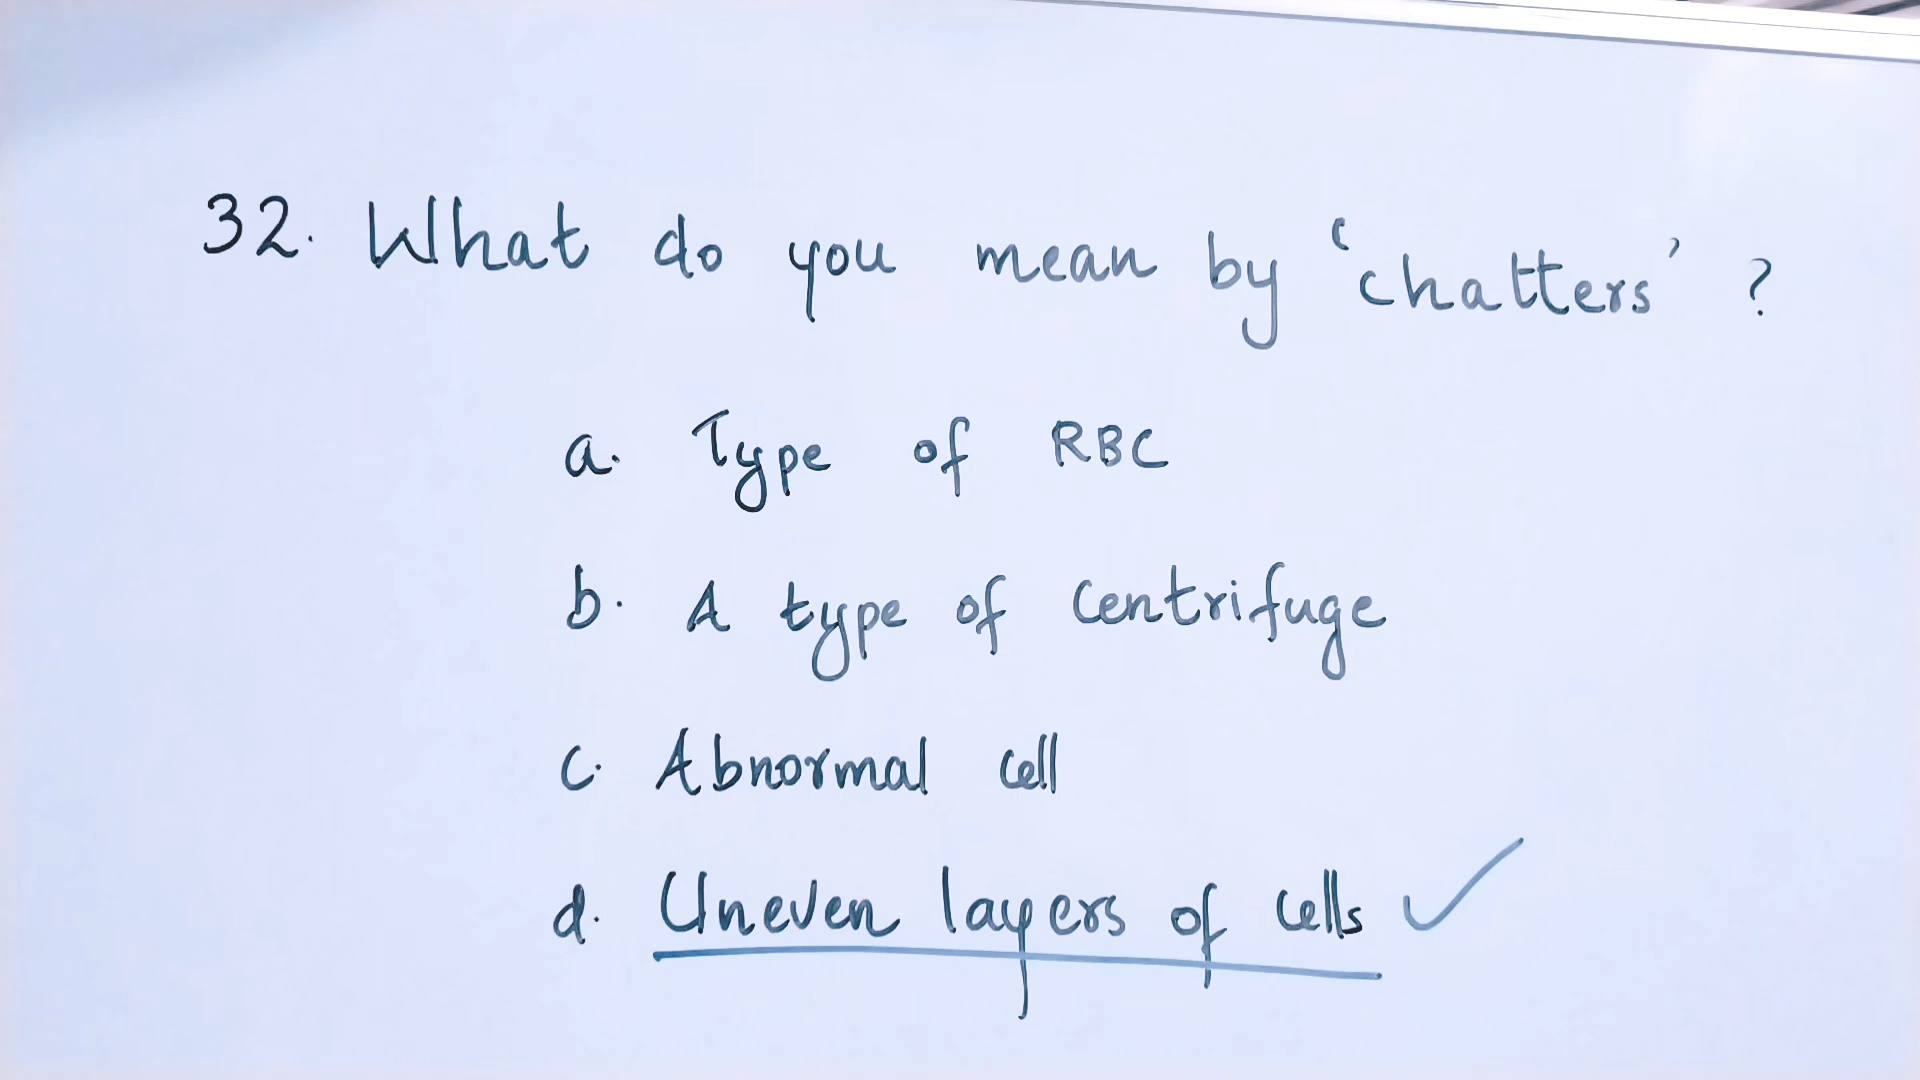 32. What do you mean by 'chatters' ?
a. Type of RBC
b. A type of Centrifuge
c. Abnormal cell
d. Uneven layers of cells ✓